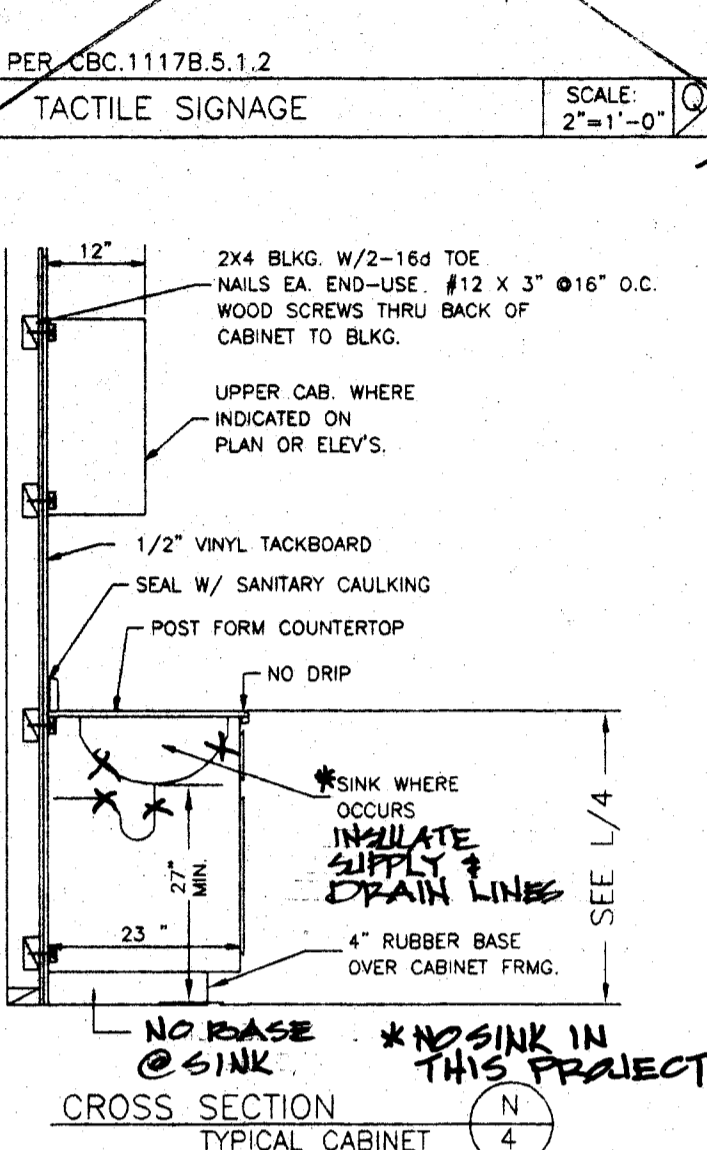 PER CBC.1117B.5.1.2
TACTILE SIGNAGE
SCALE:
2"=1'-0"
Q
12"
2X4 BLKG. W/2-16d TOE
NAILS EA. END-USE. #12 X 3" @16" O.C.
WOOD SCREWS THRU BACK OF
CABINET TO BLKG.
UPPER CAB. WHERE
INDICATED ON
PLAN OR ELEV'S.
1/2" VINYL TACKBOARD
SEAL W/ SANITARY CAULKING
POST FORM COUNTERTOP
NO DRIP
*SINK WHERE
OCCURS
INSULATE
SUPPLY &
DRAIN LINES
27"
MIN.
SEE L/4
23 "
4" RUBBER BASE
OVER CABINET FRMG.
NO BASE
@ SINK
* NO SINK IN
THIS PROJECT
CROSS SECTION
TYPICAL CABINET
N
4